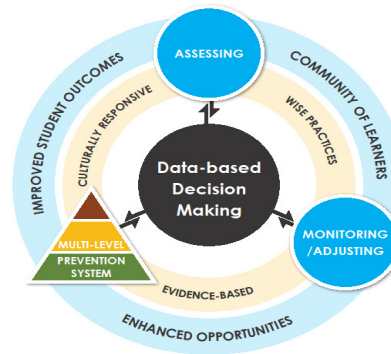 ASSESSING
IMPROVED STUDENT OUTCOMES
COMMUNITY OF LEARNERS
CULTURALLY RESPONSIVE
WISE PRACTICES
Data-based
Decision
Making
MULTI-LEVEL
PREVENTION
SYSTEM
MONITORING
/ADJUSTING
EVIDENCE-BASED
ENHANCED OPPORTUNITIES